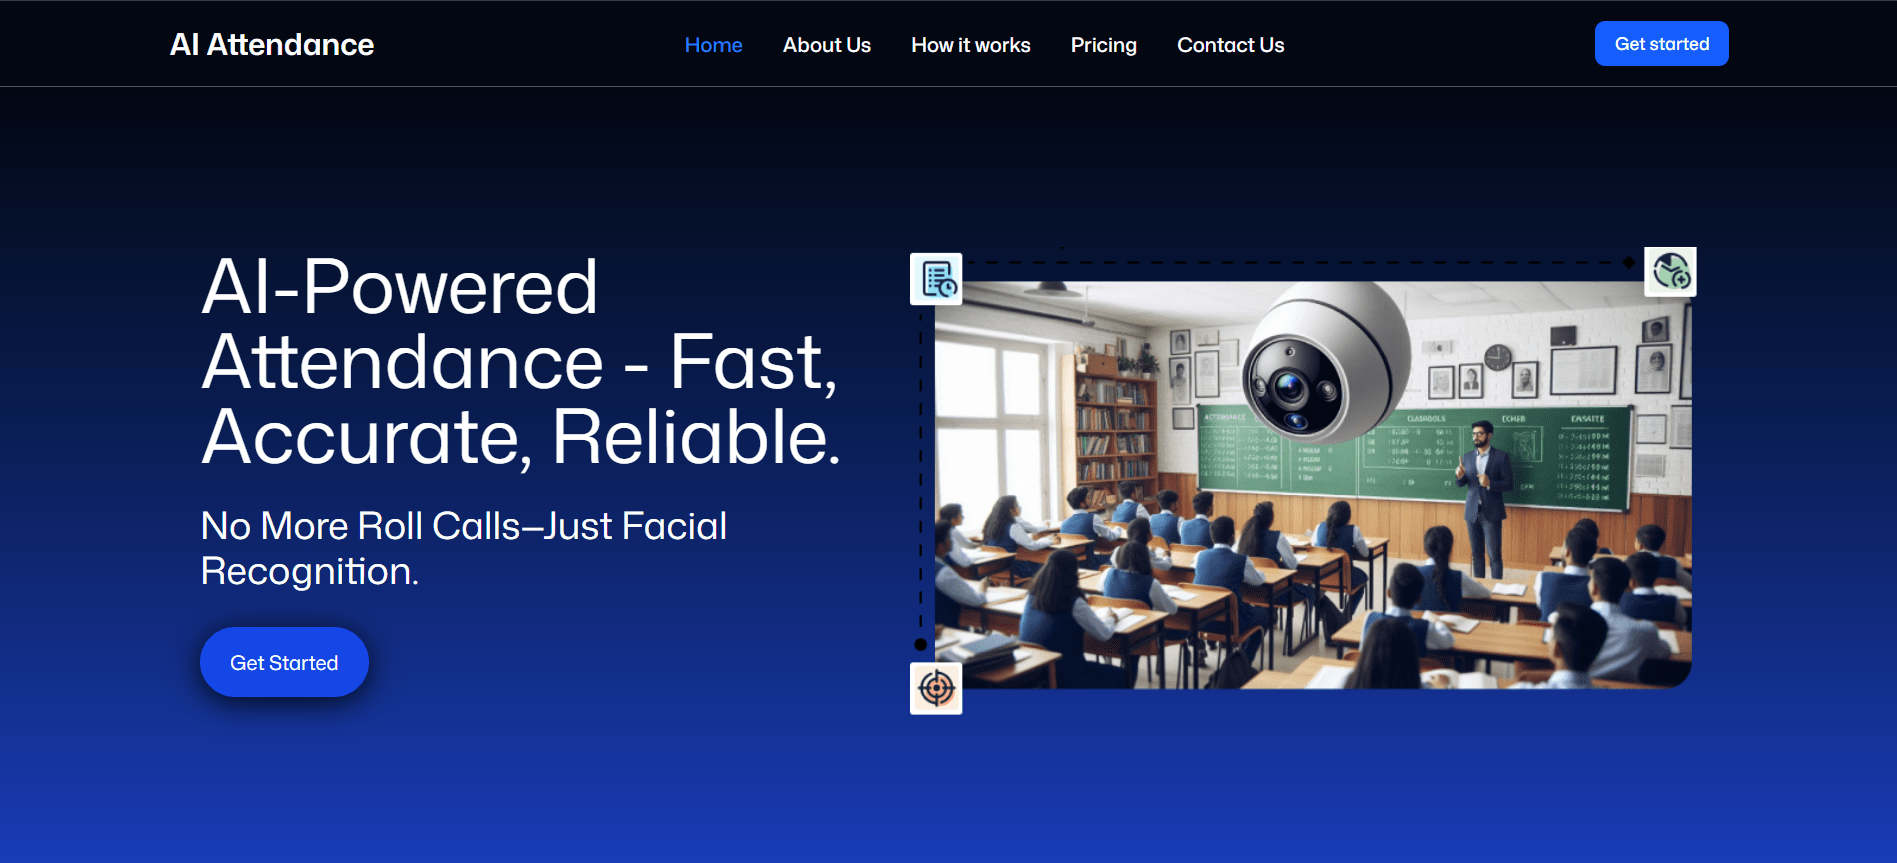 AI Attendance
Home
About Us
How it works
Pricing
Contact Us
Get started
AI-Powered
Attendance - Fast,
Accurate, Reliable.
No More Roll Calls—Just Facial
Recognition.
Get Started